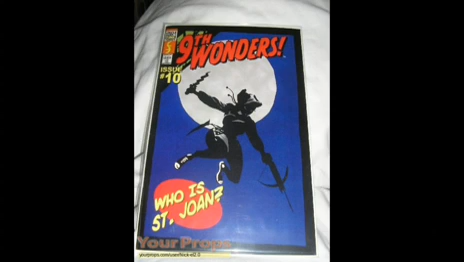 9TH
WONDERS!
ISSUE
#10
WHO IS
ST. JOAN?
Your Props